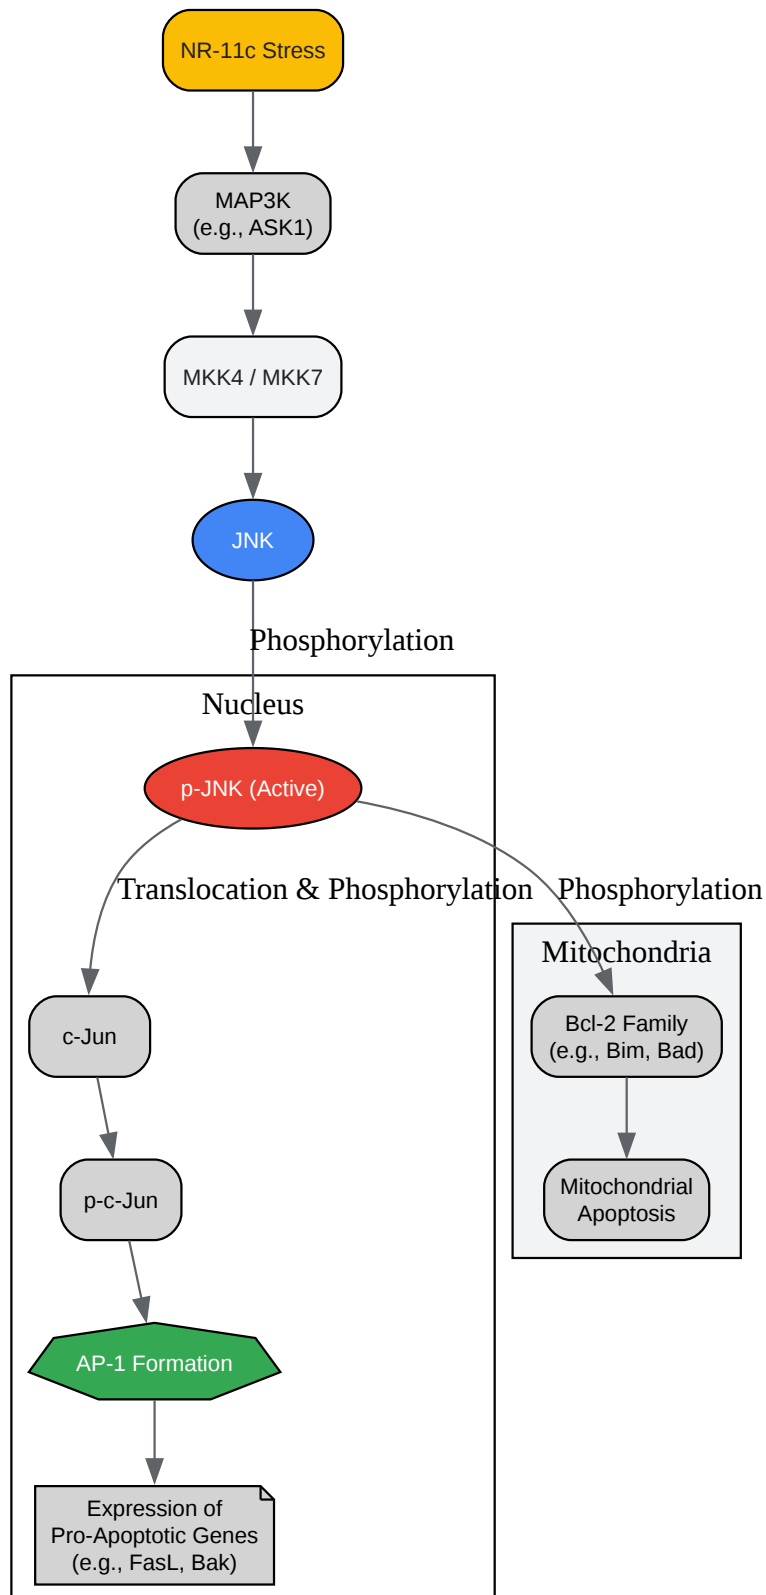 NR-11c Stress
MAP3K
(e.g., ASK1)
MKK4 / MKK7
JNK
Phosphorylation
Nucleus
p-JNK (Active)
Translocation & Phosphorylation
Phosphorylation
Mitochondria
c-Jun
Bcl-2 Family
(e.g., Bim, Bad)
p-c-Jun
Mitochondrial
Apoptosis
AP-1 Formation
Expression of
Pro-Apoptotic Genes
(e.g., FasL, Bak)